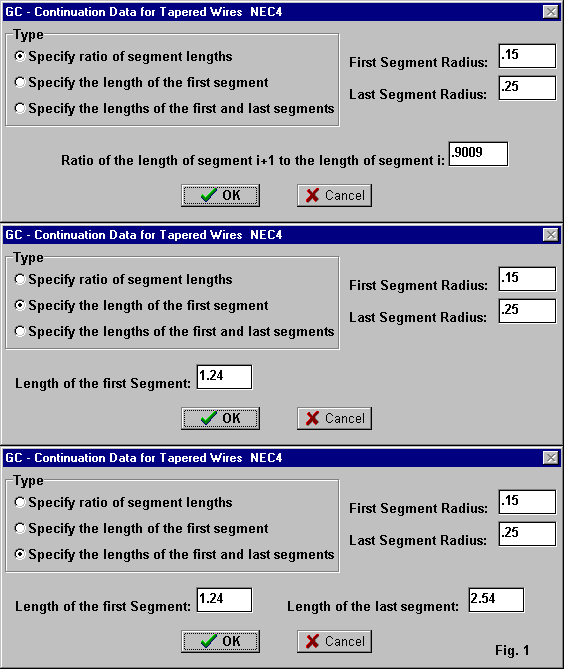 GC - Continuation Data for Tapered Wires  NEC4
Type
Specify ratio of segment lengths
Specify the length of the first segment
Specify the lengths of the first and last segments
First Segment Radius: .15
Last Segment Radius: .25
Ratio of the length of segment i+1 to the length of segment i: .9009
OK Cancel
GC - Continuation Data for Tapered Wires  NEC4
Type
Specify ratio of segment lengths
Specify the length of the first segment
Specify the lengths of the first and last segments
First Segment Radius: .15
Last Segment Radius: .25
Length of the first Segment: 1.24
OK Cancel
GC - Continuation Data for Tapered Wires  NEC4
Type
Specify ratio of segment lengths
Specify the length of the first segment
Specify the lengths of the first and last segments
First Segment Radius: .15
Last Segment Radius: .25
Length of the first Segment: 1.24 Length of the last segment: 2.54
OK Cancel
Fig. 1